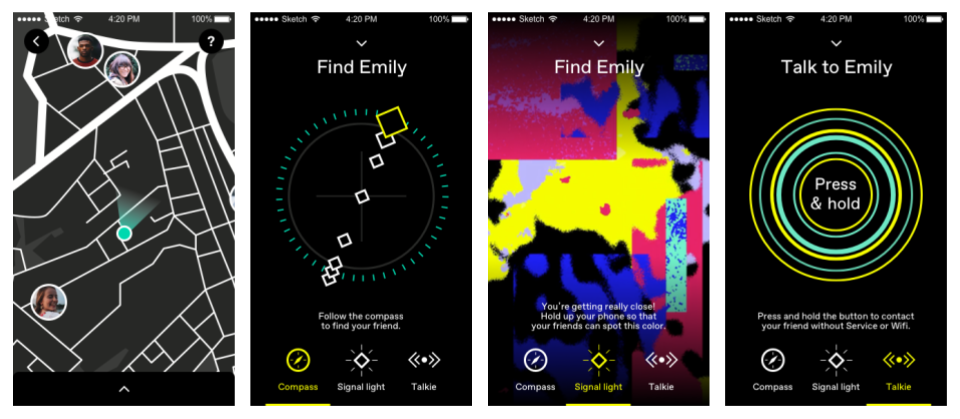 Sketch 4:20 PM 100%
?
Sketch 4:20 PM 100%
Find Emily
Follow the compass
to find your friend.
Compass Signal light Talkie
Sketch 4:20 PM 100%
Find Emily
You're getting really close!
Hold up your phone so that
your friends can spot this color.
Compass Signal light Talkie
Sketch 4:20 PM 100%
Talk to Emily
Press
& hold
Press and hold the button to contact
your friend without Service or Wifi.
Compass Signal light Talkie